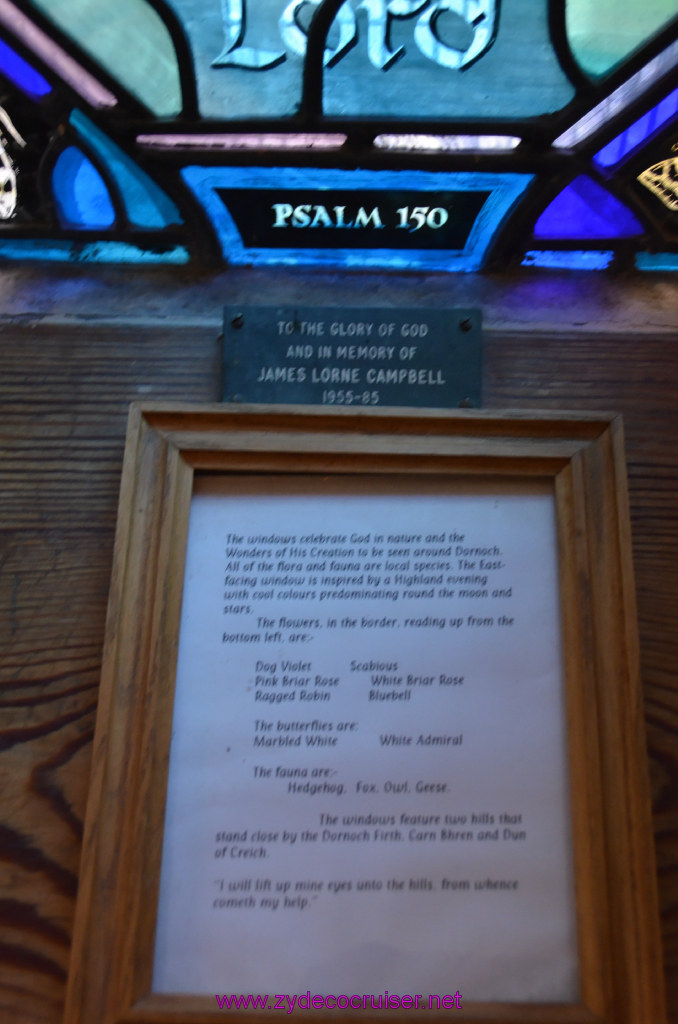 Lord
PSALM 150
TO THE GLORY OF GOD
AND IN MEMORY OF
JAMES LORNE CAMPBELL
1955-85
The windows celebrate God in nature and the
Wonders of His Creation to be seen around Dornoch.
All of the flora and fauna are local species. The East-
facing window is inspired by a Highland evening
with cool colours predominating round the moon and
stars.
The flowers, in the border, reading up from the
bottom left, are:-
Dog Violet Scabious
Pink Briar Rose White Briar Rose
Ragged Robin Bluebell
The butterflies are:
Marbled White White Admiral
The fauna are:-
Hedgehog, Fox, Owl, Geese.
The windows feature two hills that
stand close by the Dornoch Firth, Carn Bhren and Dun
of Creich.
"I will lift up mine eyes unto the hills, from whence
cometh my help."
www.zydecocruiser.net